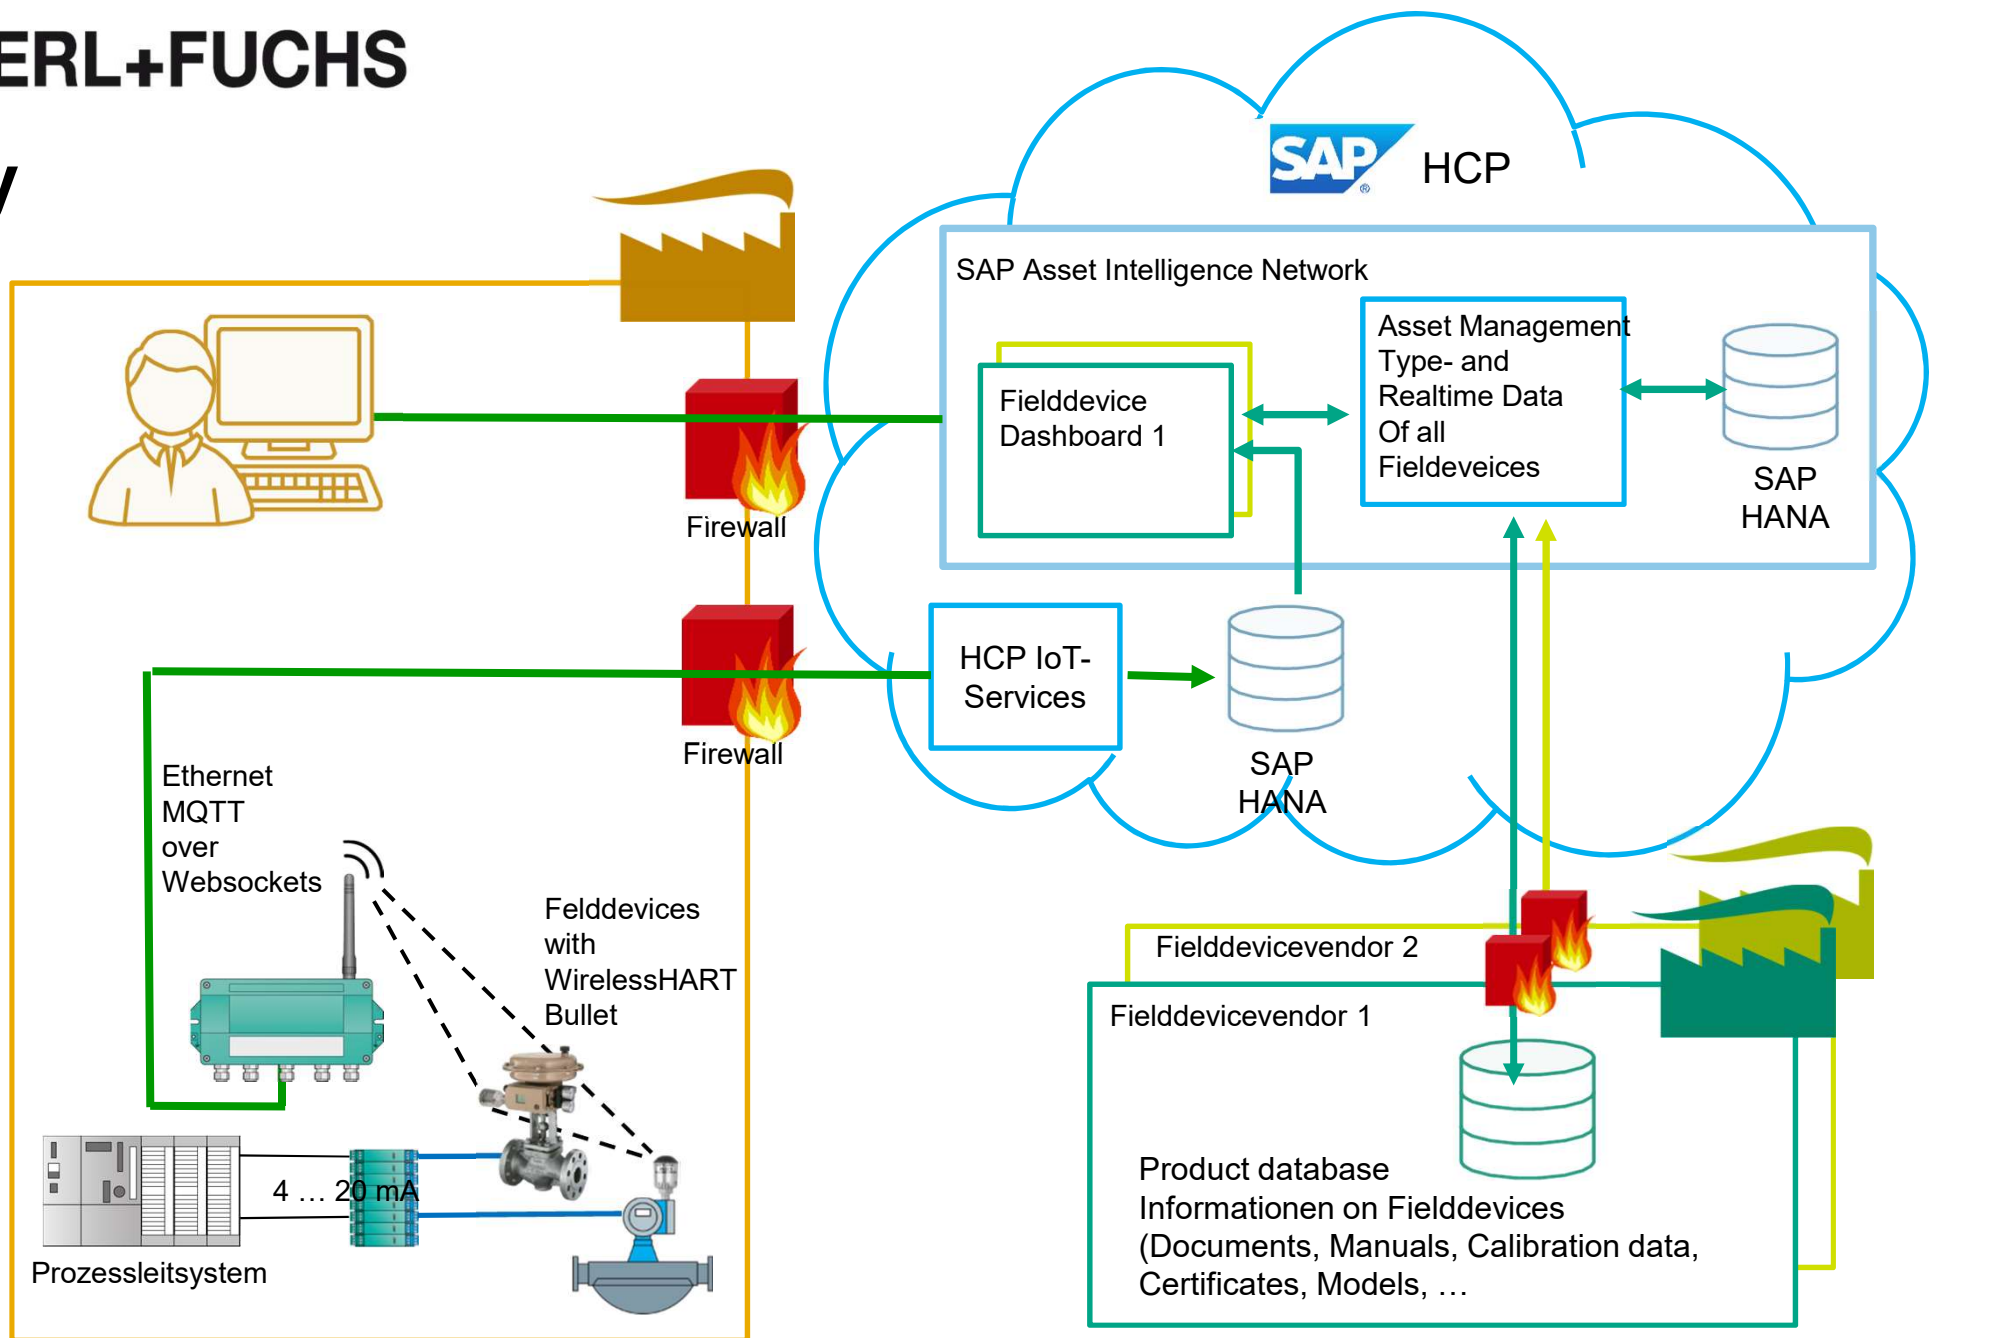 ERL+FUCHS
SAP HCP
SAP Asset Intelligence Network
Fielddevice
Dashboard 1
Asset Management
Type- and
Realtime Data
Of all
Fieldeveices
SAP
HANA
Firewall
HCP IoT-
Services
SAP
HANA
Firewall
Ethernet
MQTT
over
Websockets
Felddevices
with
WirelessHART
Bullet
4 … 20 mA
Prozessleitsystem
Fielddevicevendor 2
Fielddevicevendor 1
Product database
Informationen on Fielddevices
(Documents, Manuals, Calibration data,
Certificates, Models, …